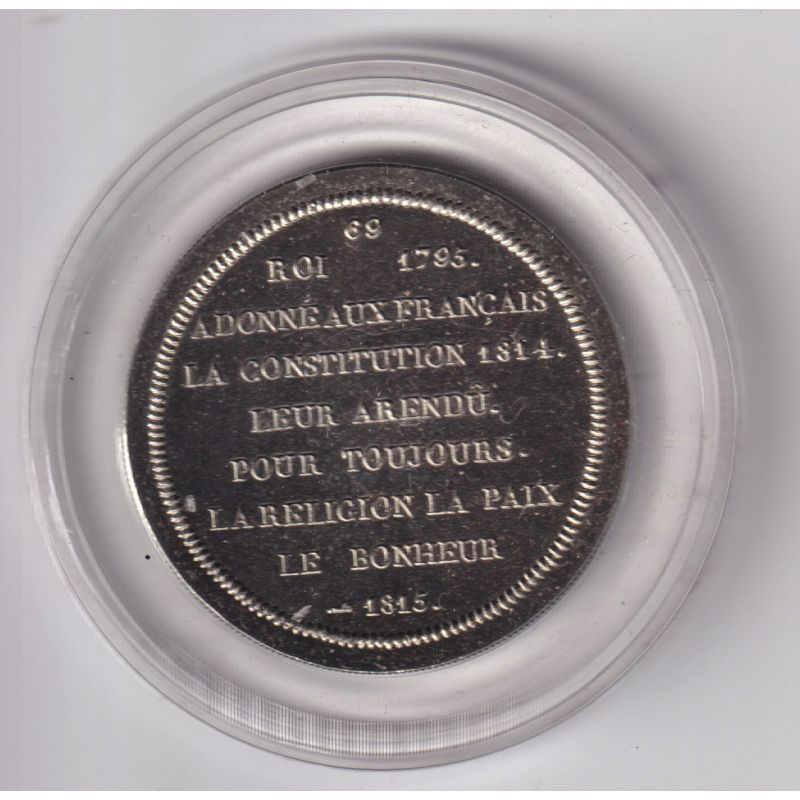 69
ROI 1795.
A DONNÉ AUX FRANÇAIS
LA CONSTITUTION 1814.
LEUR A RENDÛ.
POUR TOUJOURS.
LA RELIGION LA PAIX
LE BONHEUR
— 1815.